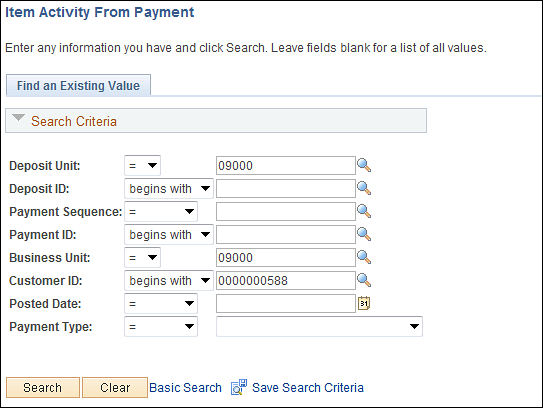 Item Activity From Payment
Enter any information you have and click Search. Leave fields blank for a list of all values.
Find an Existing Value
Search Criteria
Deposit Unit: = 09000
Deposit ID: begins with
Payment Sequence: =
Payment ID: begins with
Business Unit: = 09000
Customer ID: begins with 0000000588
Posted Date: = 31
Payment Type: =
Search Clear Basic Search Save Search Criteria